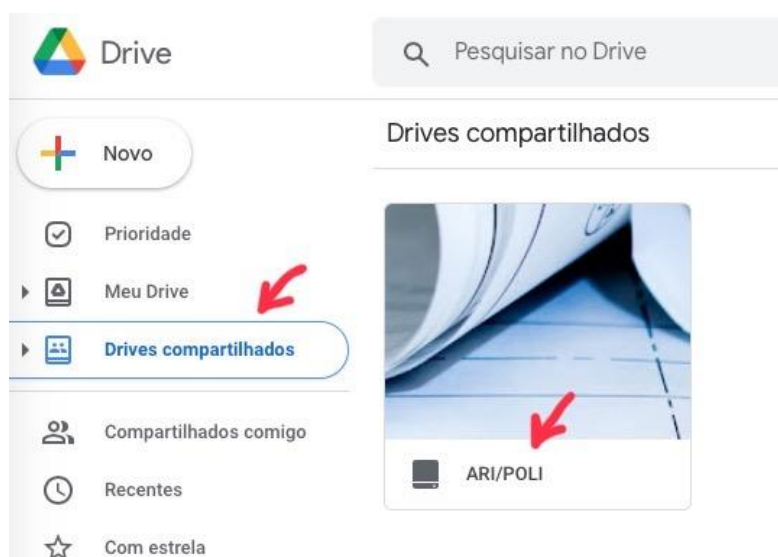 Drive
Pesquisar no Drive
Novo
Drives compartilhados
Prioridade
Meu Drive
Drives compartilhados
Compartilhados comigo
Recentes
Com estrela
ARI/POLI